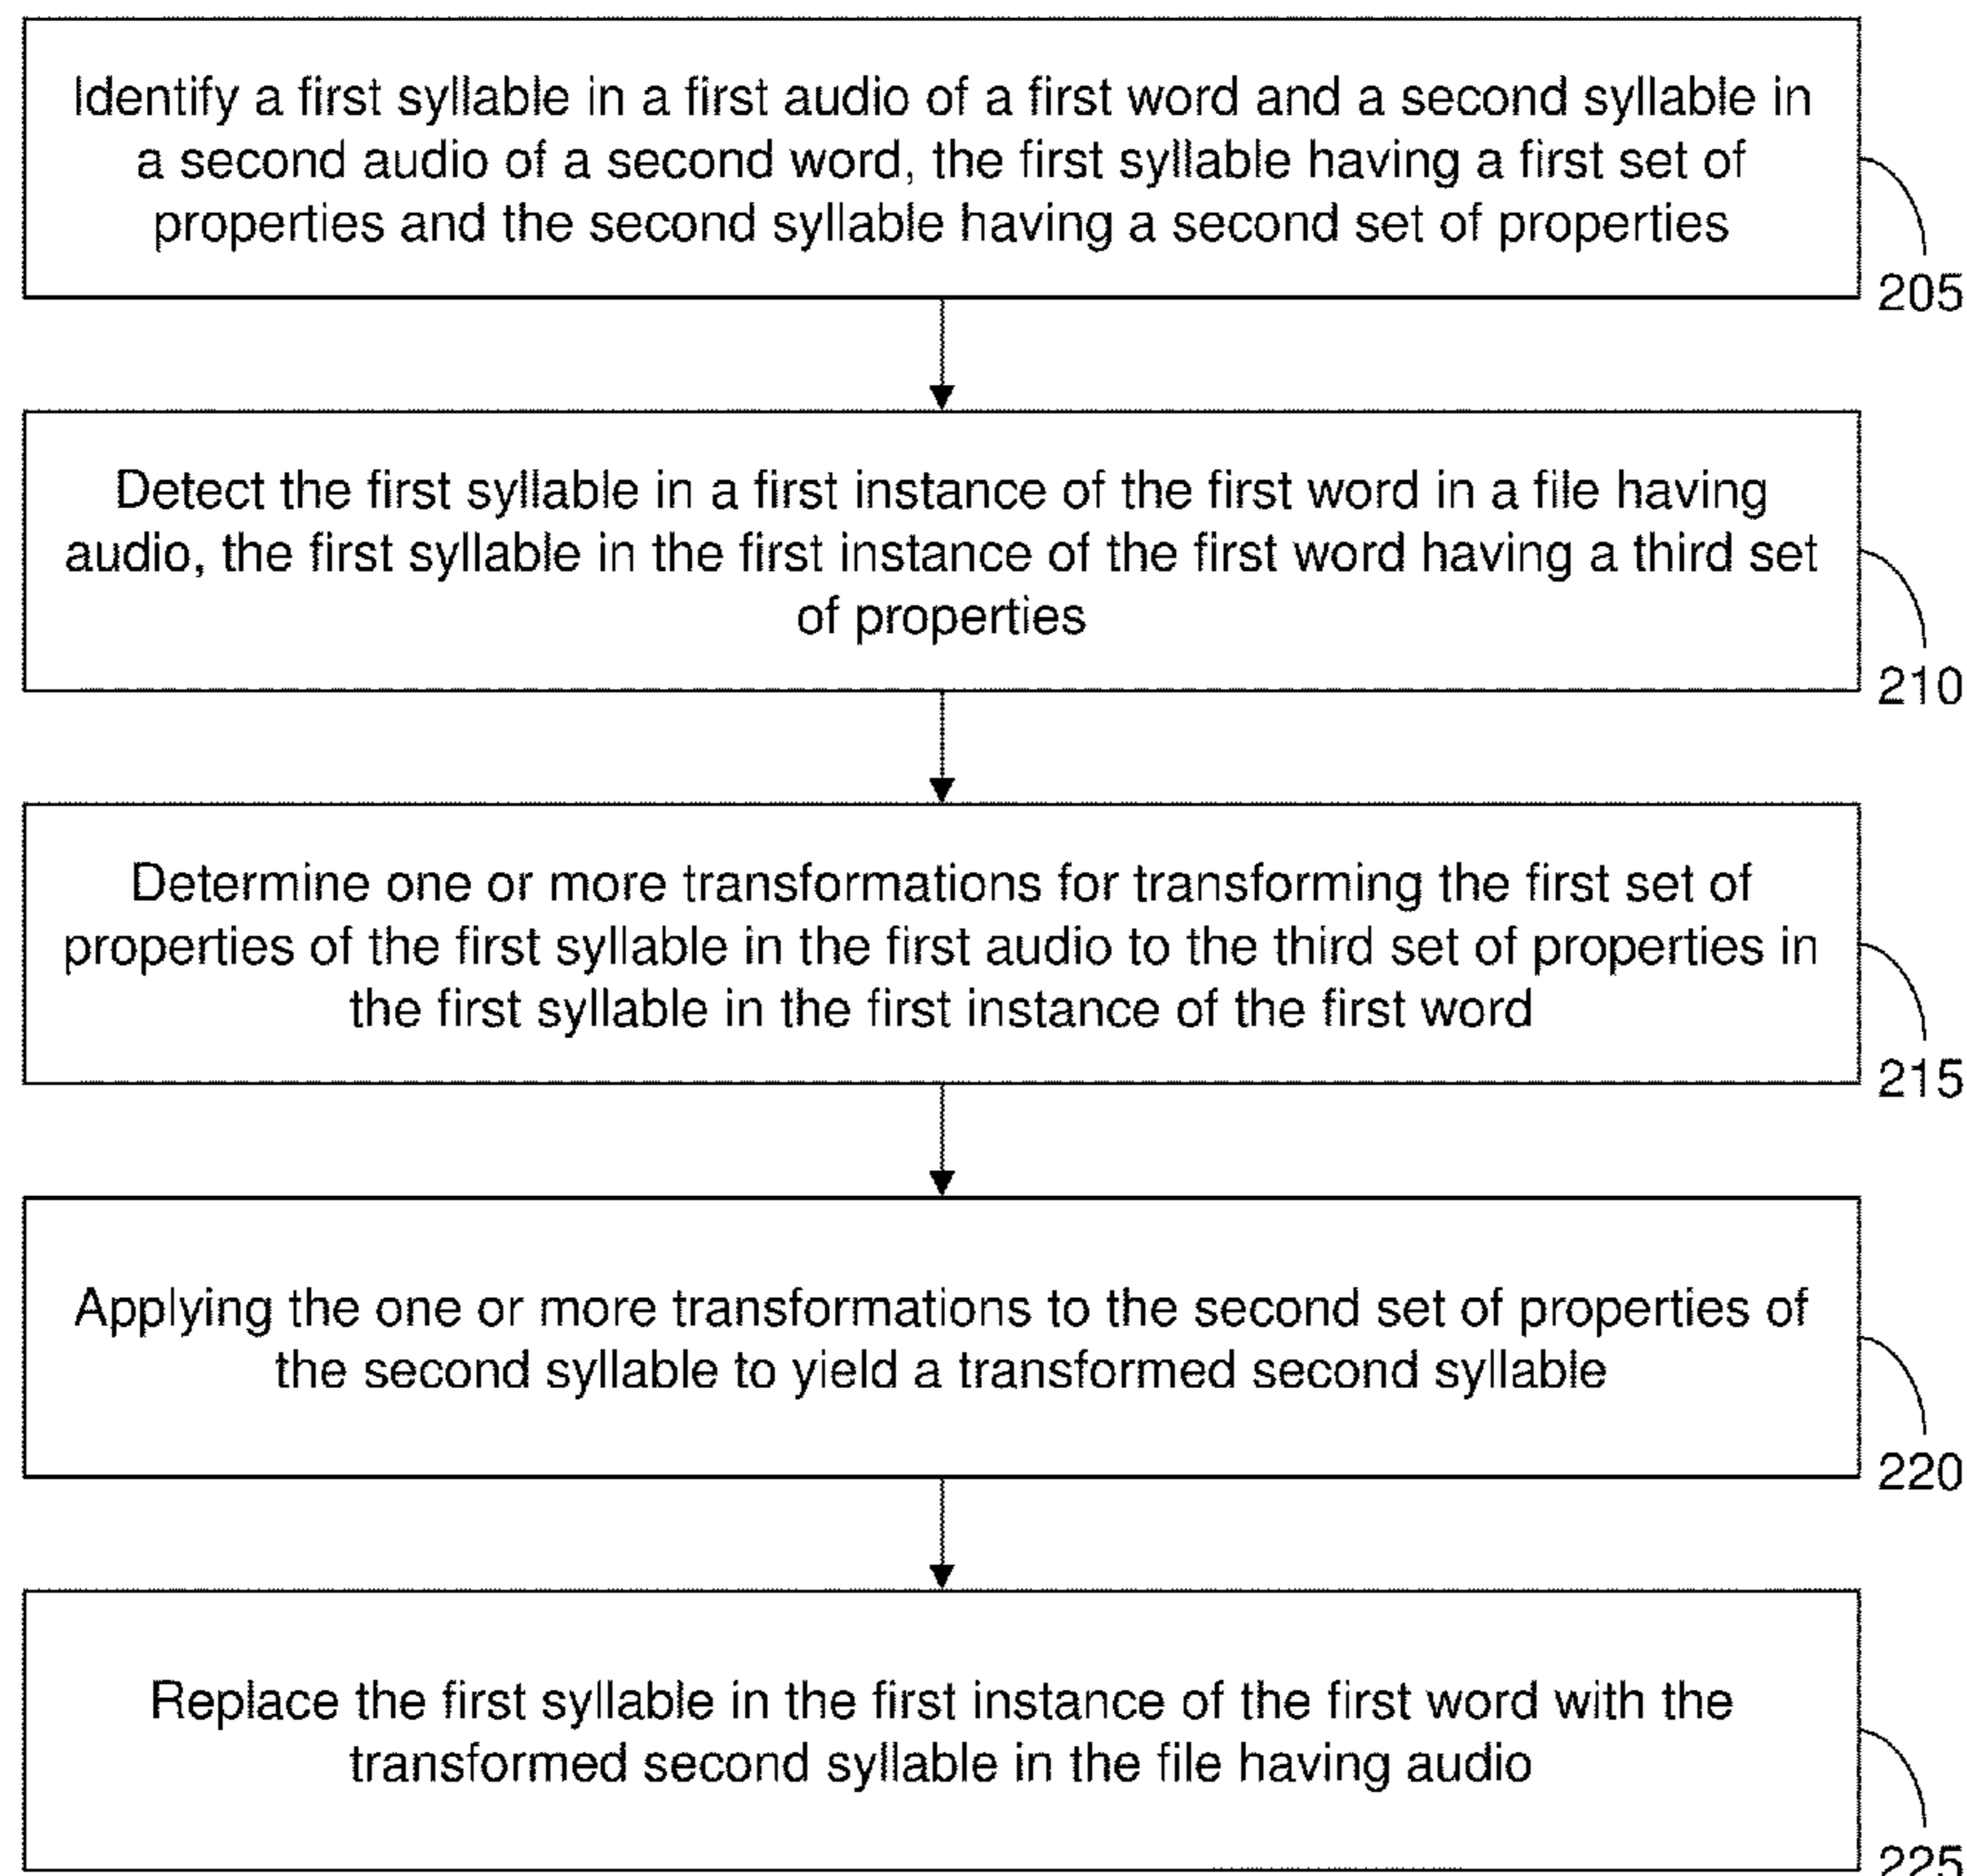 Identify a first syllable in a first audio of a first word and a second syllable in
a second audio of a second word, the first syllable having a first set of
properties and the second syllable having a second set of properties
205
Detect the first syllable in a first instance of the first word in a file having
audio, the first syllable in the first instance of the first word having a third set
of properties
210
Determine one or more transformations for transforming the first set of
properties of the first syllable in the first audio to the third set of properties in
the first syllable in the first instance of the first word
215
Applying the one or more transformations to the second set of properties of
the second syllable to yield a transformed second syllable
220
Replace the first syllable in the first instance of the first word with the
transformed second syllable in the file having audio
225